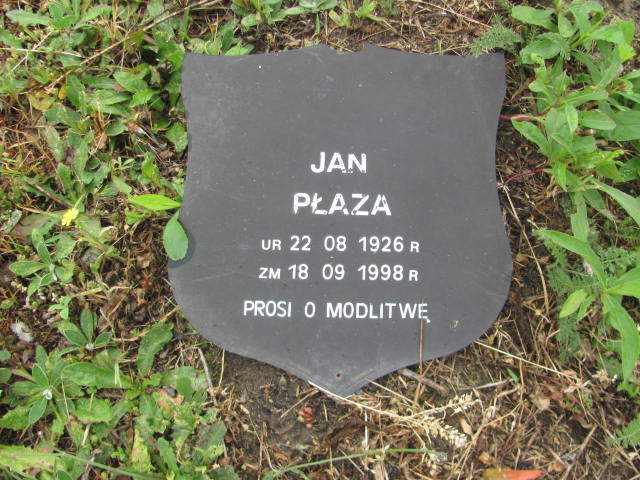 JAN
PŁAZA
UR 22 08 1926 R
ZM 18 09 1998 R
PROSI O MODLITWĘ